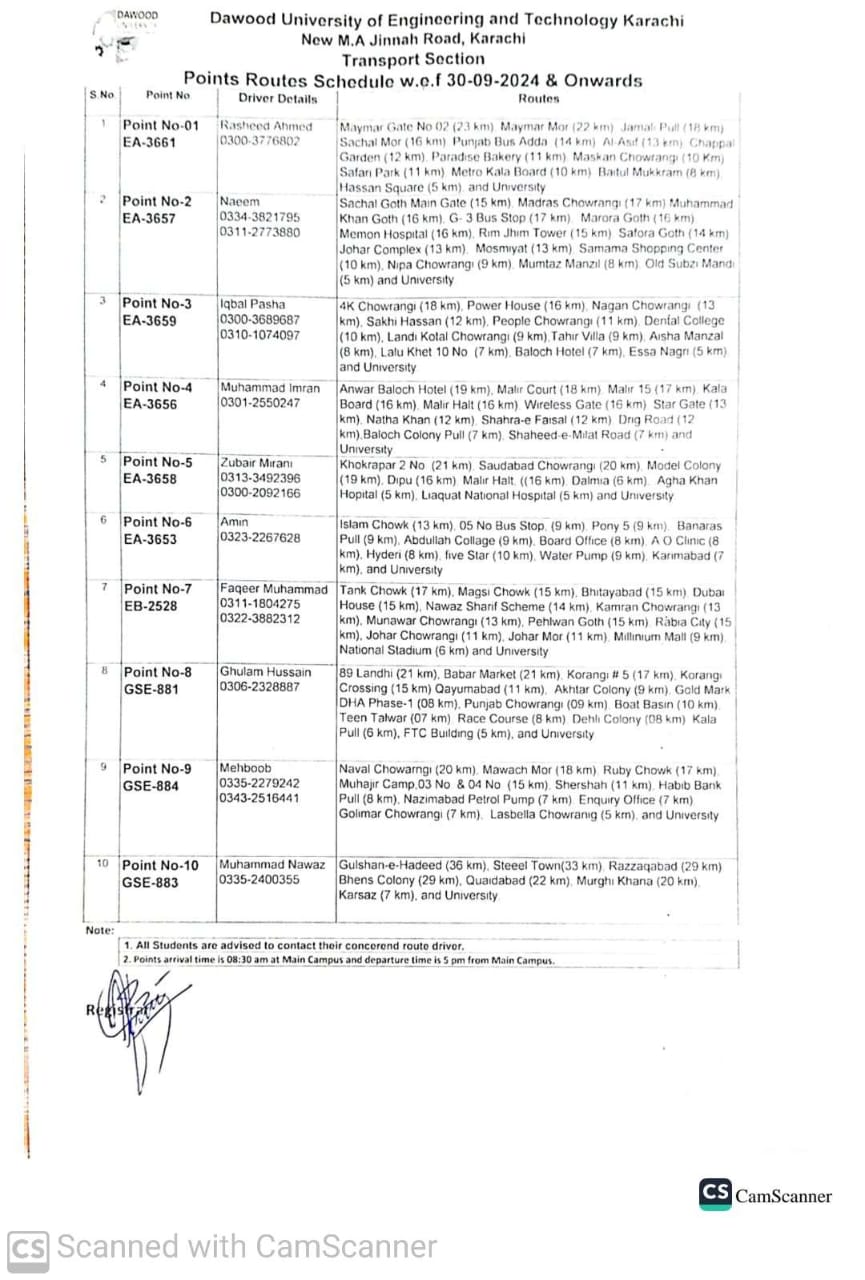 DAWOOD
Dawood University of Engineering and Technology Karachi
New M.A Jinnah Road, Karachi
Transport Section
Points Routes Schedule w.e.f 30-09-2024 & Onwards
S.No Point No Driver Details Routes
1 Point No-01 EA-3661 Rasheed Ahmed 0300-3776802
Maymar Gate No 02 (23 km) Maymar Mor (22 km) Jamali Pull (18 km)
Sachal Mor (16 km) Punjab Bus Adda (14 km) Al-Asif (13 km) Chappal
Garden (12 km), Paradise Bakery (11 km) Maskan Chowrangi (10 Km)
Safari Park (11 km) Metro Kala Board (10 km) Baitul Mukkram (8 km)
Hassan Square (5 km), and University
2 Point No-2 EA-3657 Naeem 0334-3821795 0311-2773880
Sachal Goth Main Gate (15 km), Madras Chowrangi (17 km) Muhammad
Khan Goth (16 km), G- 3 Bus Stop (17 km) Marora Goth (16 km)
Memon Hospital (16 km), Rim Jhim Tower (15 km) Safora Goth (14 km)
Johar Complex (13 km), Mosmiyat (13 km) Samama Shopping Center
(10 km), Nipa Chowrangi (9 km), Mumtaz Manzil (8 km) Old Subzi Mandi
(5 km) and University
3 Point No-3 EA-3659 Iqbal Pasha 0300-3689687 0310-1074097
4K Chowrangi (18 km), Power House (16 km), Nagan Chowrangi (13
km), Sakhi Hassan (12 km), People Chowrangi (11 km) Dental College
(10 km), Landi Kotal Chowrangi (9 km),Tahir Villa (9 km), Aisha Manzal
(8 km), Lalu Khet 10 No (7 km), Baloch Hotel (7 km), Essa Nagri (5 km)
and University
4 Point No-4 EA-3656 Muhammad Imran 0301-2550247
Anwar Baloch Hotel (19 km), Malir Court (18 km) Malir 15 (17 km) Kala
Board (16 km), Malir Halt (16 km) Wireless Gate (16 km) Star Gate (13
km), Natha Khan (12 km), Shahra-e Faisal (12 km) Drig Road (12
km),Baloch Colony Pull (7 km), Shaheed-e-Milat Road (7 km) and
University
5 Point No-5 EA-3658 Zubair Mirani 0313-3492396 0300-2092166
Khokrapar 2 No (21 km), Saudabad Chowrangi (20 km), Model Colony
(19 km), Dipu (16 km) Malir Halt, ((16 km) Dalmia (6 km), Agha Khan
Hopital (5 km), Liaquat National Hospital (5 km) and University
6 Point No-6 EA-3653 Amin 0323-2267628
Islam Chowk (13 km), 05 No Bus Stop, (9 km), Pony 5 (9 km), Banaras
Pull (9 km), Abdullah Collage (9 km), Board Office (8 km) A O Clinic (8
km), Hyderi (8 km), five Star (10 km), Water Pump (9 km), Karimabad (7
km), and University
7 Point No-7 EB-2528 Faqeer Muhammad 0311-1804275 0322-3882312
Tank Chowk (17 km), Magsi Chowk (15 km), Bhitayabad (15 km), Dubai
House (15 km), Nawaz Sharif Scheme (14 km), Kamran Chowrangi (13
km), Munawar Chowrangi (13 km), Pehlwan Goth (15 km), Rabia City (15
km), Johar Chowrangi (11 km), Johar Mor (11 km), Millinium Mall (9 km),
National Stadium (6 km) and University
8 Point No-8 GSE-881 Ghulam Hussain 0306-2328887
89 Landhi (21 km), Babar Market (21 km), Korangi # 5 (17 km), Korangi
Crossing (15 km) Qayumabad (11 km), Akhtar Colony (9 km), Gold Mark
DHA Phase-1 (08 km), Punjab Chowrangi (09 km), Boat Basin (10 km),
Teen Talwar (07 km) Race Course (8 km) Dehli Colony (08 km) Kala
Pull (6 km), FTC Building (5 km), and University
9 Point No-9 GSE-884 Mehboob 0335-2279242 0343-2516441
Naval Chowarngi (20 km), Mawach Mor (18 km) Ruby Chowk (17 km)
Muhajir Camp,03 No & 04 No (15 km), Shershah (11 km), Habib Bank
Pull (8 km), Nazimabad Petrol Pump (7 km) Enquiry Office (7 km)
Golimar Chowrangi (7 km), Lasbella Chowranig (5 km), and University
10 Point No-10 GSE-883 Muhammad Nawaz 0335-2400355
Gulshan-e-Hadeed (36 km), Steeel Town(33 km), Razzaqabad (29 km)
Bhens Colony (29 km), Quaidabad (22 km), Murghi Khana (20 km),
Karsaz (7 km), and University
Note:
1. All Students are advised to contact their concorend route driver.
2. Points arrival time is 08:30 am at Main Campus and departure time is 5 pm from Main Campus.
Registrar
CS CamScanner
CS Scanned with CamScanner